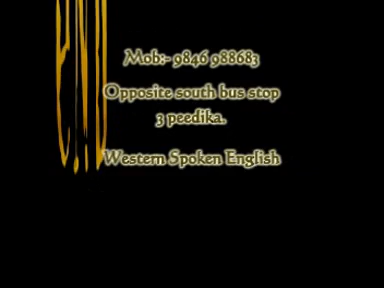 Mob:- 9846 988683
Opposite south bus stop
3 peedika.
Western Spoken English